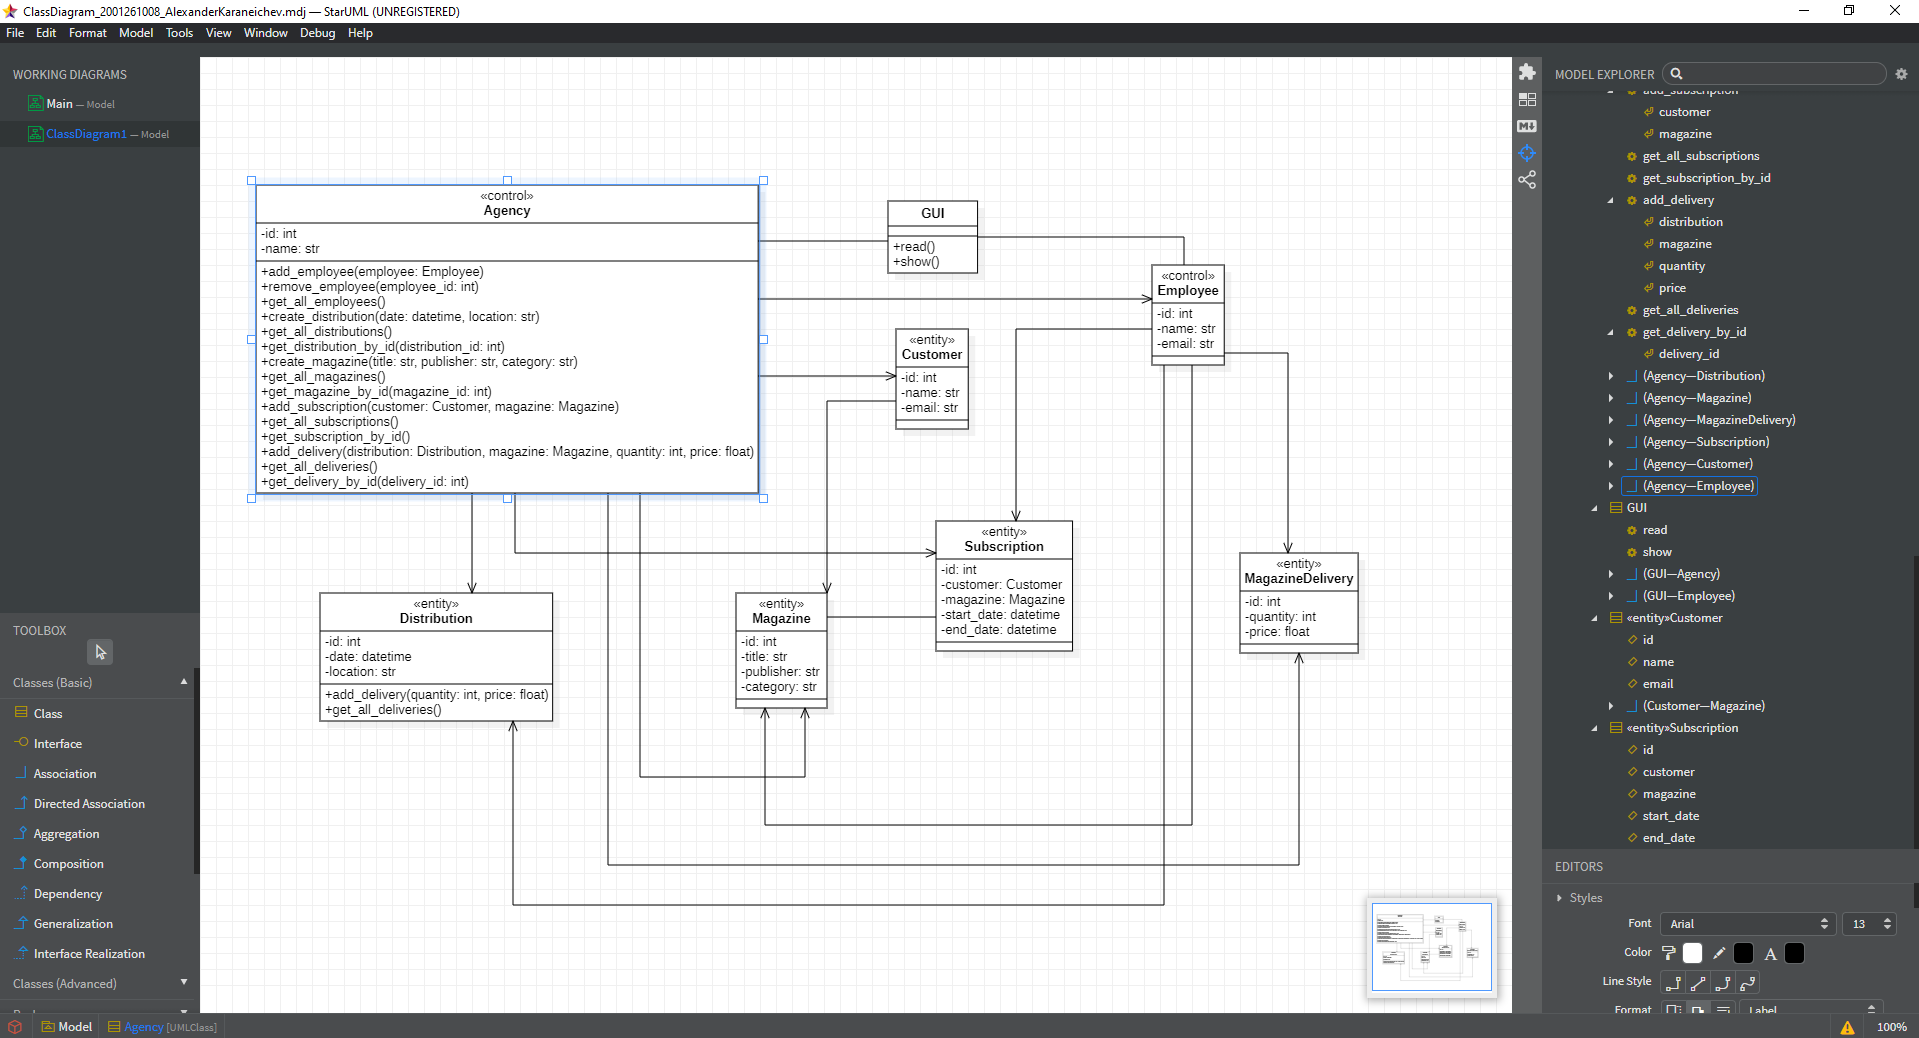 ClassDiagram_2001261008_AlexanderKaraneichev.mdj — StarUML (UNREGISTERED)
File Edit Format Model Tools View Window Debug Help
WORKING DIAGRAMS
Main — Model
ClassDiagram1 — Model
TOOLBOX
Classes (Basic)
Class
Interface
Association
Directed Association
Aggregation
Composition
Dependency
Generalization
Interface Realization
Classes (Advanced)
«control»
Agency
-id: int
-name: str
+add_employee(employee: Employee)
+remove_employee(employee_id: int)
+get_all_employees()
+create_distribution(date: datetime, location: str)
+get_all_distributions()
+get_distribution_by_id(distribution_id: int)
+create_magazine(title: str, publisher: str, category: str)
+get_all_magazines()
+get_magazine_by_id(magazine_id: int)
+add_subscription(customer: Customer, magazine: Magazine)
+get_all_subscriptions()
+get_subscription_by_id()
+add_delivery(distribution: Distribution, magazine: Magazine, quantity: int, price: float)
+get_all_deliveries()
+get_delivery_by_id(delivery_id: int)
GUI
+read()
+show()
«control»
Employee
-id: int
-name: str
-email: str
«entity»
Customer
-id: int
-name: str
-email: str
«entity»
Subscription
-id: int
-customer: Customer
-magazine: Magazine
-start_date: datetime
-end_date: datetime
«entity»
MagazineDelivery
-id: int
-quantity: int
-price: float
«entity»
Distribution
-id: int
-date: datetime
-location: str
+add_delivery(quantity: int, price: float)
+get_all_deliveries()
«entity»
Magazine
-id: int
-title: str
-publisher: str
-category: str
MODEL EXPLORER
add_subscription
customer
magazine
get_all_subscriptions
get_subscription_by_id
add_delivery
distribution
magazine
quantity
price
get_all_deliveries
get_delivery_by_id
delivery_id
(Agency—Distribution)
(Agency—Magazine)
(Agency—MagazineDelivery)
(Agency—Subscription)
(Agency—Customer)
(Agency—Employee)
GUI
read
show
(GUI—Agency)
(GUI—Employee)
«entity»Customer
id
name
email
(Customer—Magazine)
«entity»Subscription
id
customer
magazine
start_date
end_date
EDITORS
Styles
Font Arial 13
Color A
Line Style
Format Label
Model Agency [UMLClass]
100%